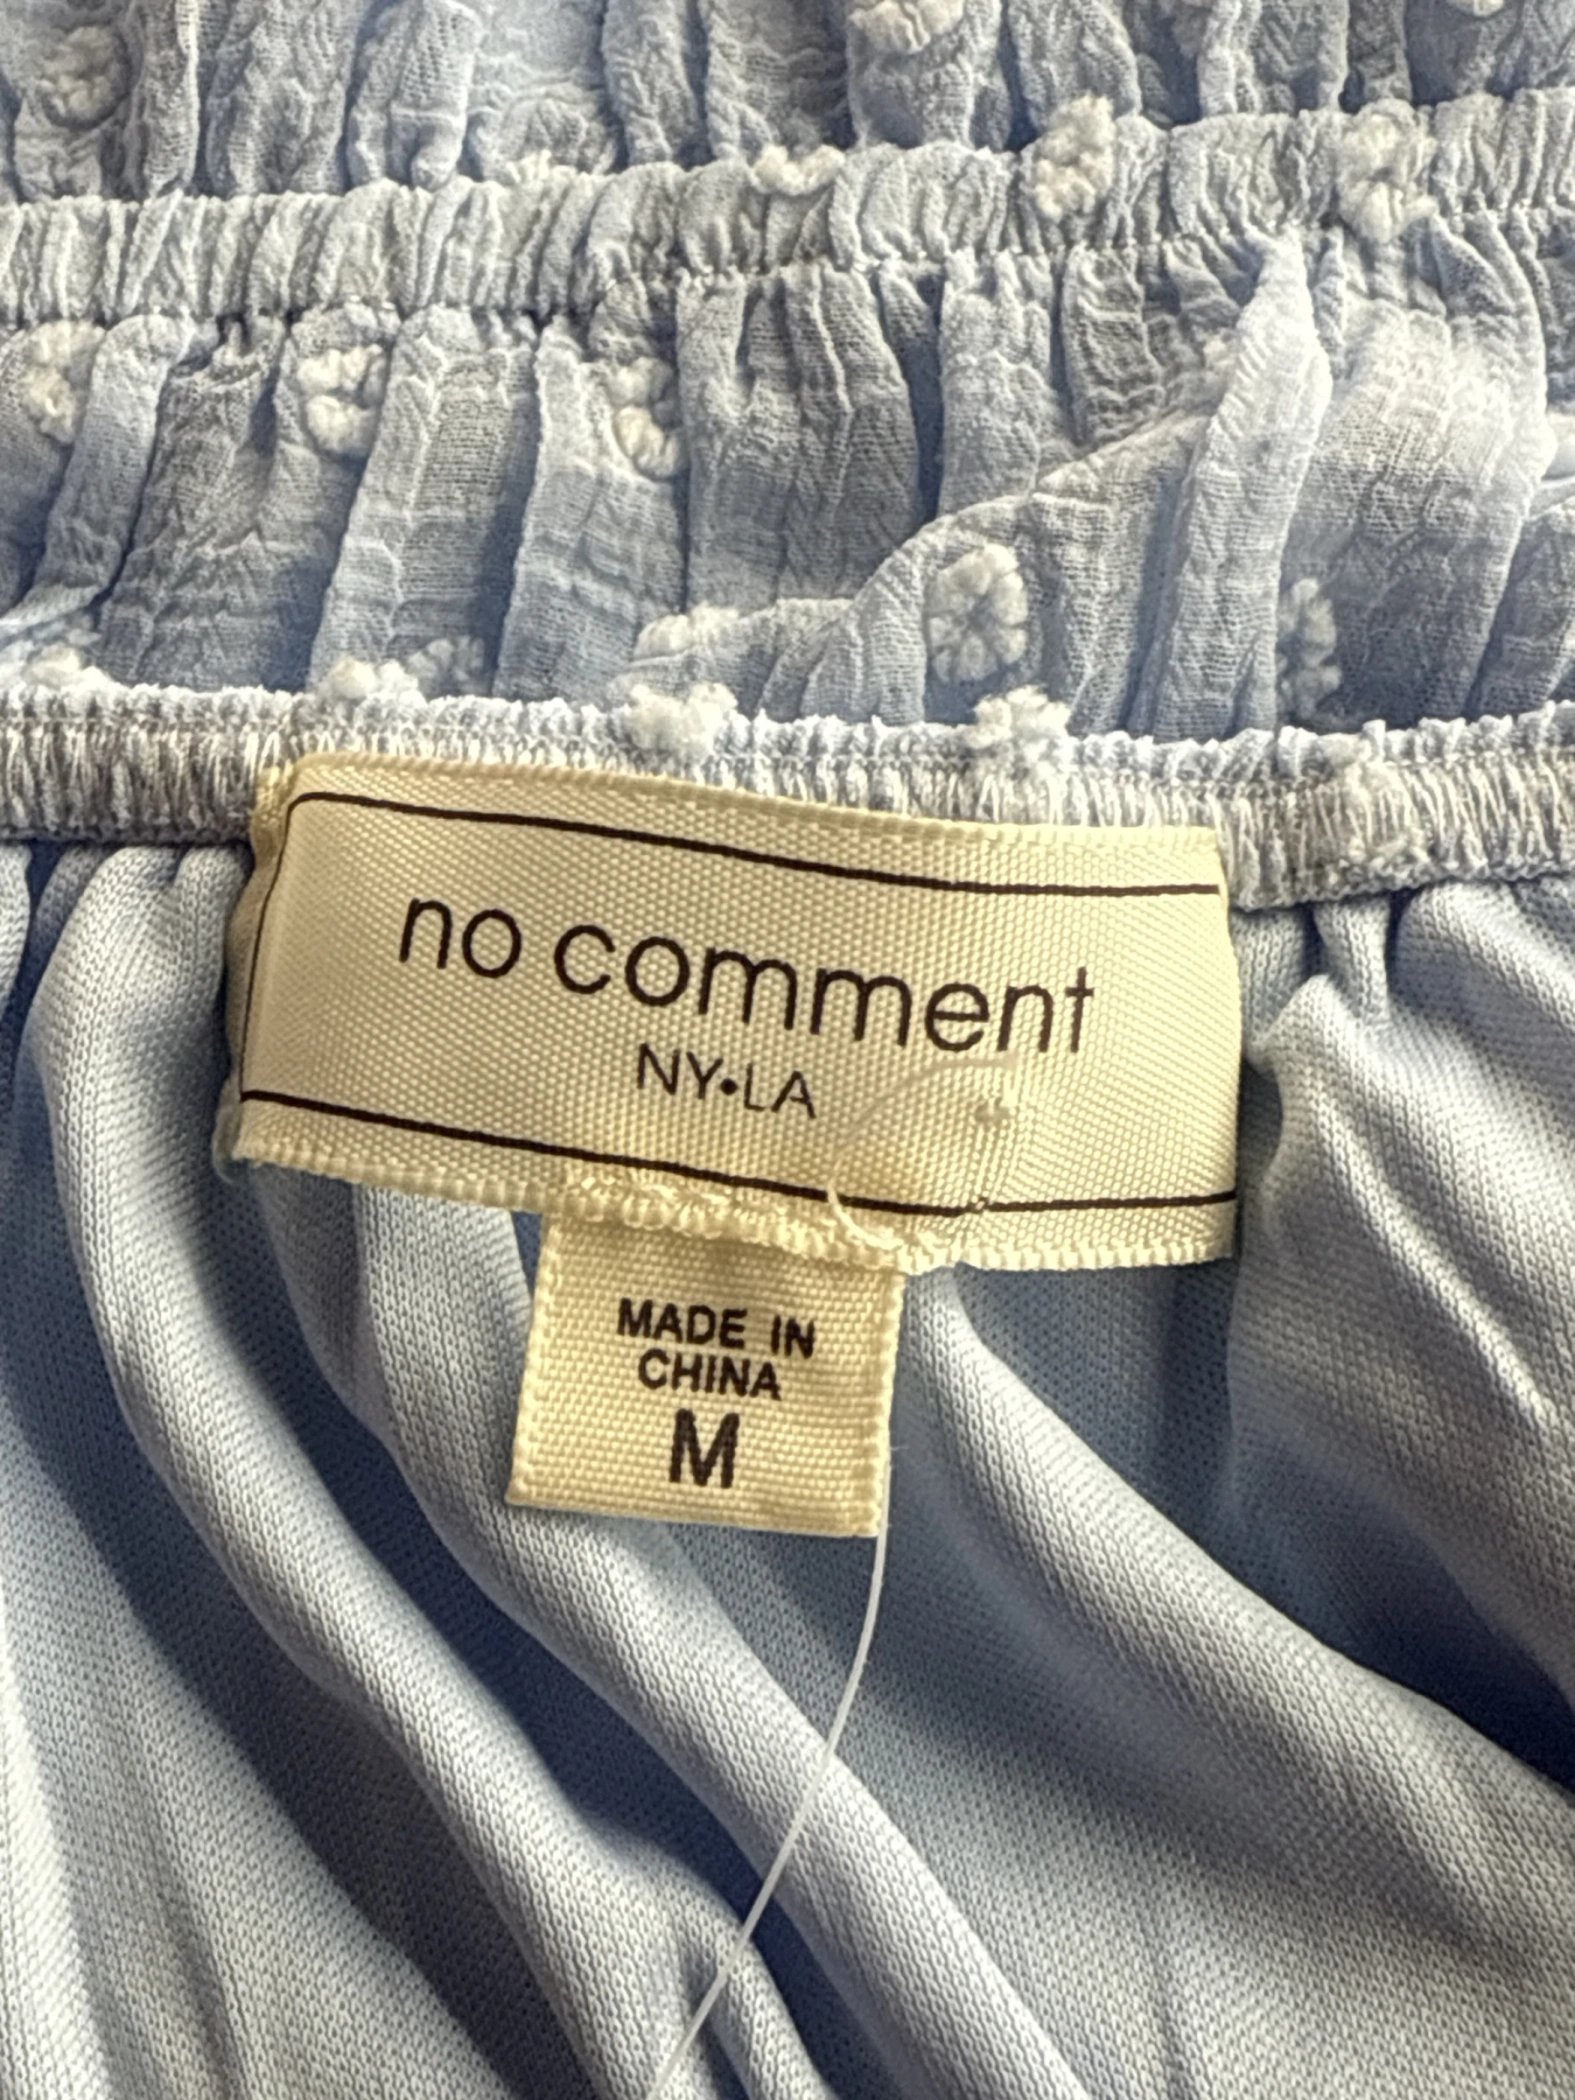 no comment
NY•LA
MADE IN
CHINA
M